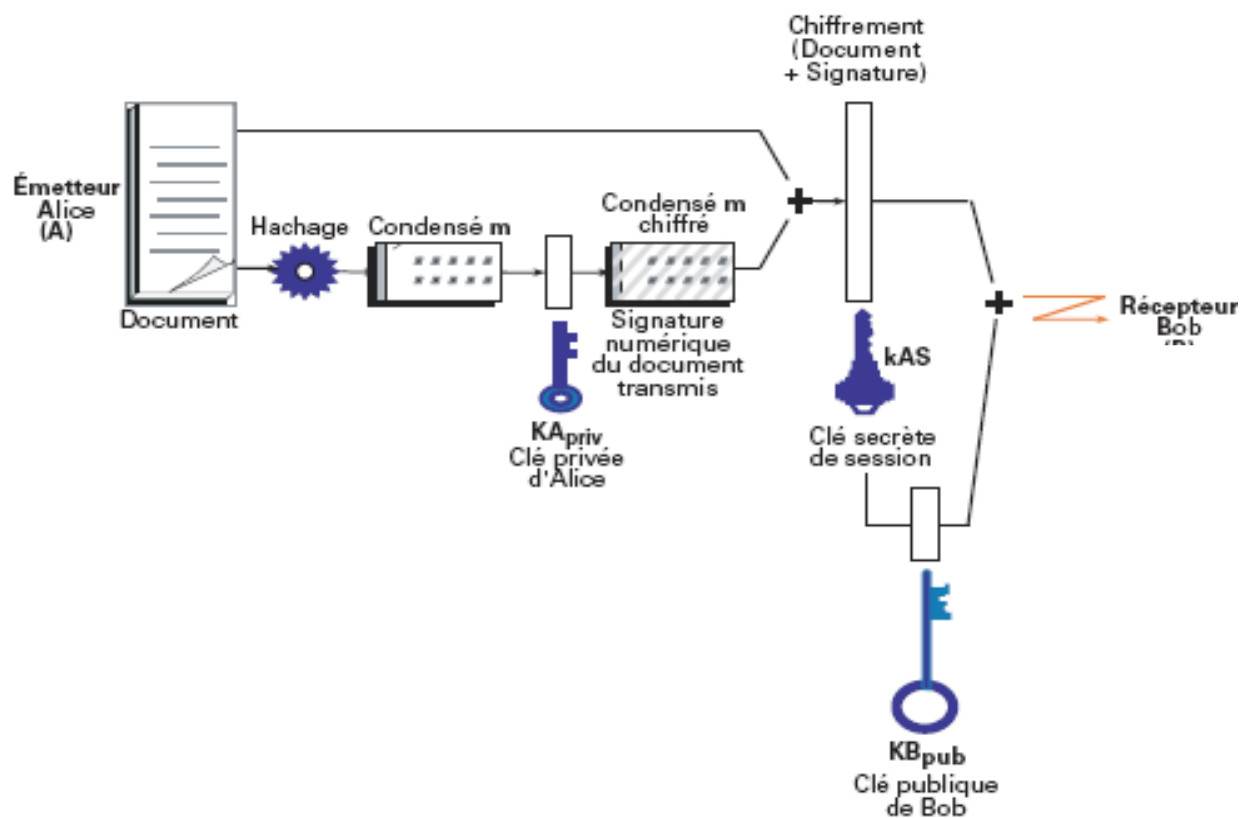 Chiffrement
(Document
+ Signature)
Émetteur
Alice
(A)
Document
Hachage
Condensé m
Condensé m
chiffré
Signature
numérique
du document
transmis
KApriv
Clé privée
d'Alice
kAS
Clé secrète
de session
Récepteur
Bob
KBpub
Clé publique
de Bob